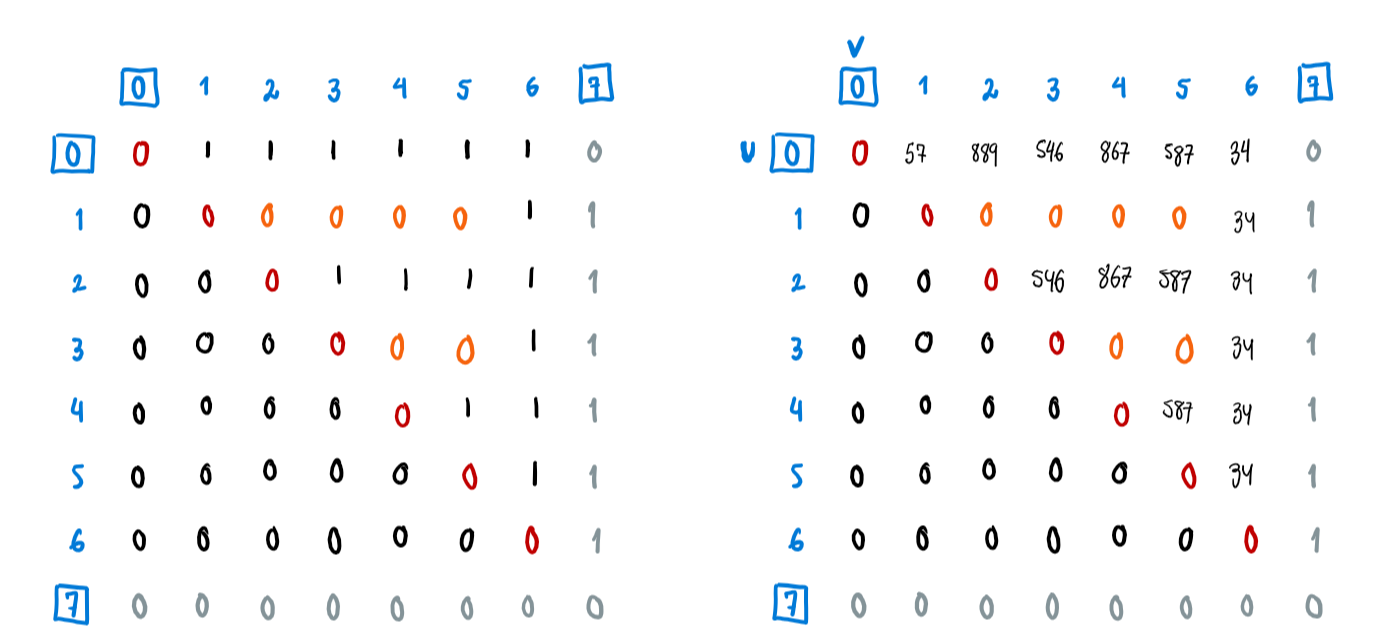 V
0 1 2 3 4 5 6 7 0 1 2 3 4 5 6 7
0 0 1 1 1 1 1 1 0 U 0 0 57 889 546 867 587 34 0
1 0 0 0 0 0 0 1 1 1 0 0 0 0 0 0 34 1
2 0 0 0 1 1 1 1 1 2 0 0 0 546 867 587 34 1
3 0 0 0 0 0 0 1 1 3 0 0 0 0 0 0 34 1
4 0 0 0 0 0 1 1 1 4 0 0 0 0 0 587 34 1
5 0 0 0 0 0 0 1 1 5 0 0 0 0 0 0 34 1
6 0 0 0 0 0 0 0 1 6 0 0 0 0 0 0 0 1
7 0 0 0 0 0 0 0 0 7 0 0 0 0 0 0 0 0